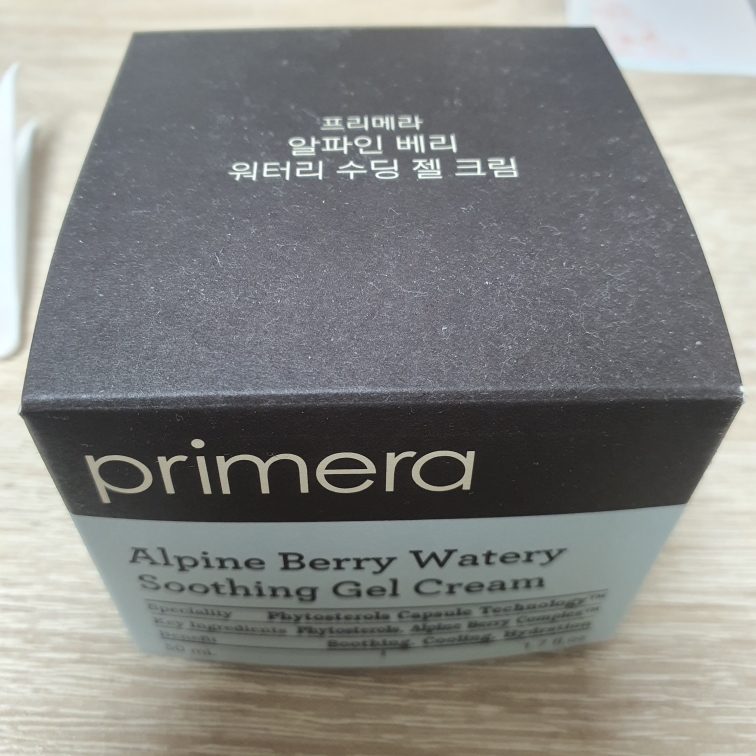 프리메라
알파인 베리
워터리 수딩 젤 크림
primera
Alpine Berry Watery
Soothing Gel Cream
Speciality Phytosterols Capsule Technology™
Key Ingredients Phytosterols, Alpine Berry Complex™
Benefit Soothing, Cooling, Hydration
50 mL 1.7 fl.oz